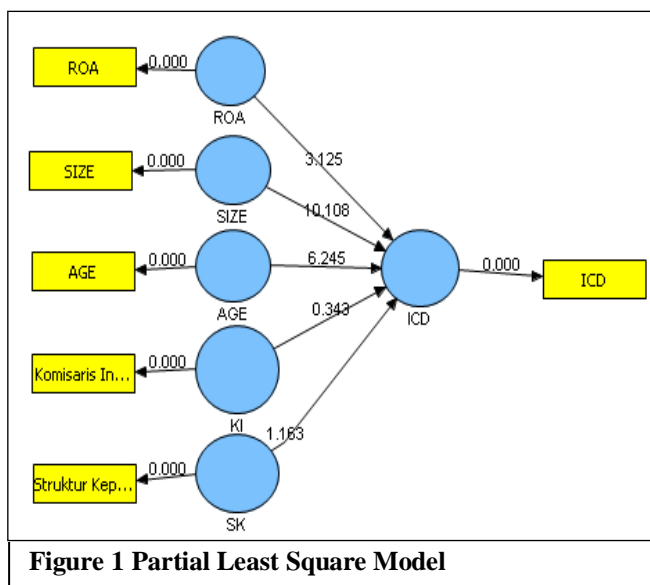 ROA
0.000
ROA
3.125
SIZE
0.000
SIZE
10.108
AGE
0.000
AGE
6.245
ICD
0.000
ICD
Komisaris In...
0.000
KI
0.343
Struktur Kep...
0.000
SK
1.163
Figure 1 Partial Least Square Model